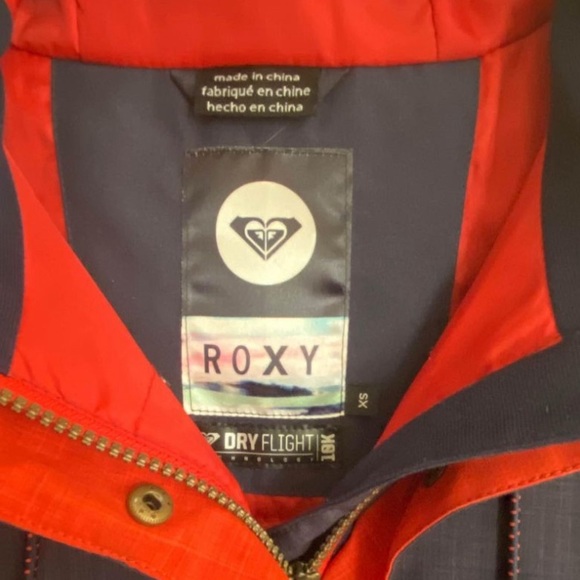 made in china
fabriqué en chine
hecho en china
ROXY
XS
DRY FLIGHT
10K